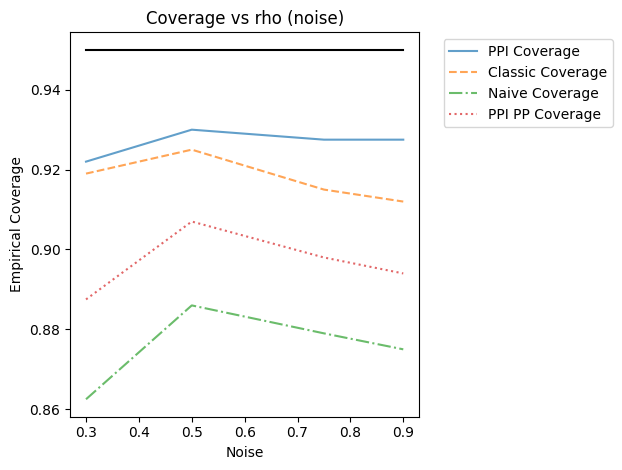 Coverage vs rho (noise)
PPI Coverage
Classic Coverage
Naive Coverage
PPI PP Coverage
Empirical Coverage
0.94
0.92
0.90
0.88
0.86
0.3 0.4 0.5 0.6 0.7 0.8 0.9
Noise